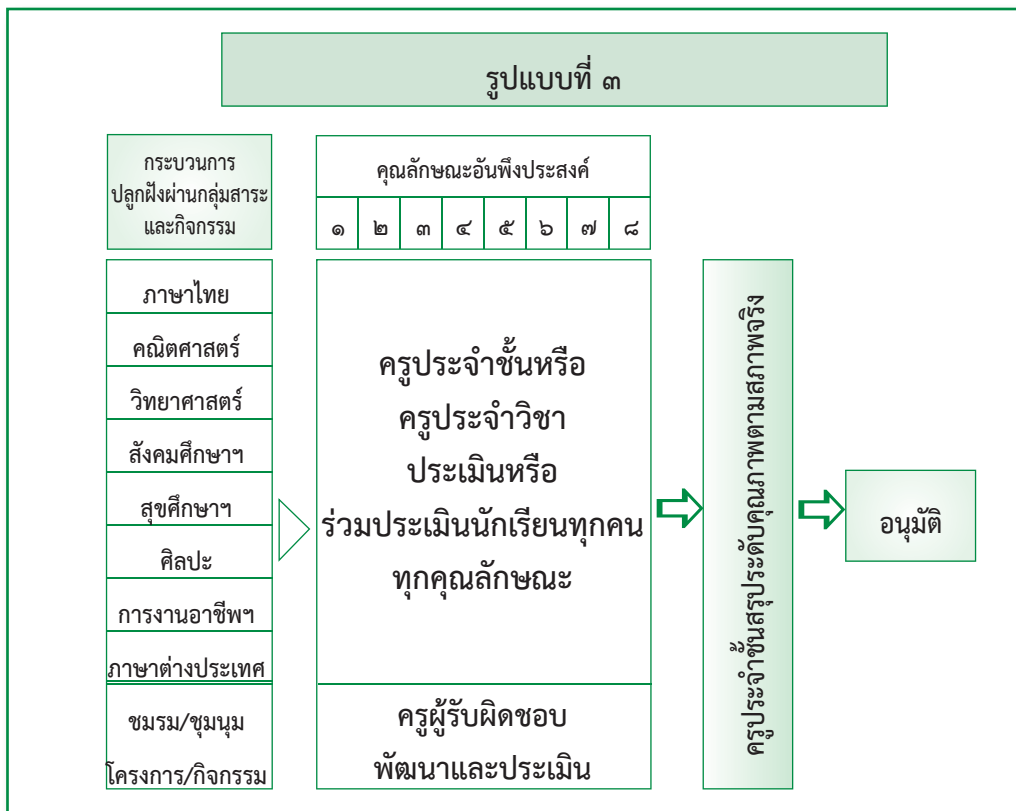 รูปแบบที่ ๓
กระบวนการ
ปลูกฝังผ่านกลุ่มสาระ
และกิจกรรม
คุณลักษณะอันพึงประสงค์
๑ ๒ ๓ ๔ ๕ ๖ ๗ ๘
ภาษาไทย
คณิตศาสตร์
วิทยาศาสตร์
สังคมศึกษาฯ
สุขศึกษาฯ
ศิลปะ
การงานอาชีพฯ
ภาษาต่างประเทศ
ชมรม/ชุมนุม
โครงการ/กิจกรรม
ครูประจำชั้นหรือ
ครูประจำวิชา
ประเมินหรือ
ร่วมประเมินนักเรียนทุกคน
ทุกคุณลักษณะ
ครูผู้รับผิดชอบ
พัฒนาและประเมิน
ครูประจำชั้นสรุประดับคุณภาพตามสภาพจริง
อนุมัติ